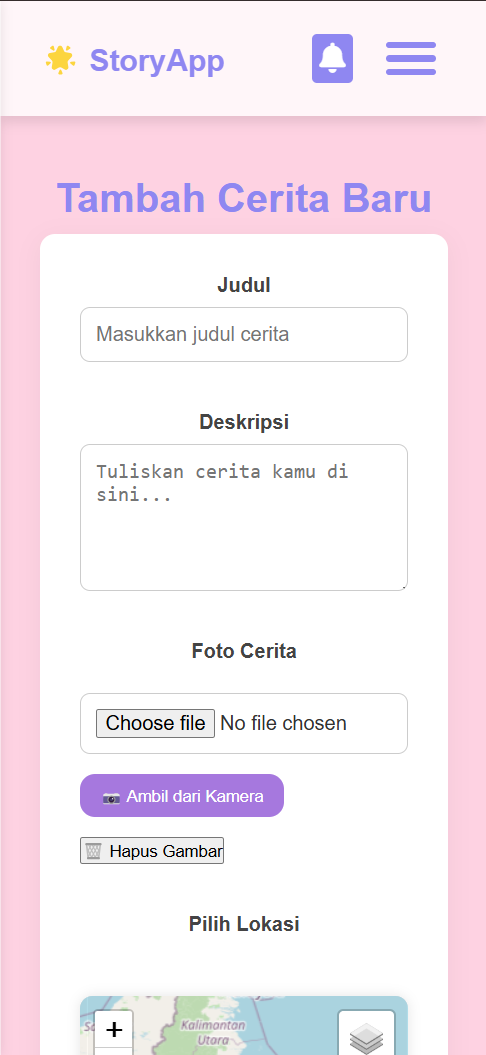 StoryApp
Tambah Cerita Baru
Judul
Masukkan judul cerita
Deskripsi
Tuliskan cerita kamu di
sini...
Foto Cerita
Choose file No file chosen
Ambil dari Kamera
Hapus Gambar
Pilih Lokasi
+
Kalimantan
Utara